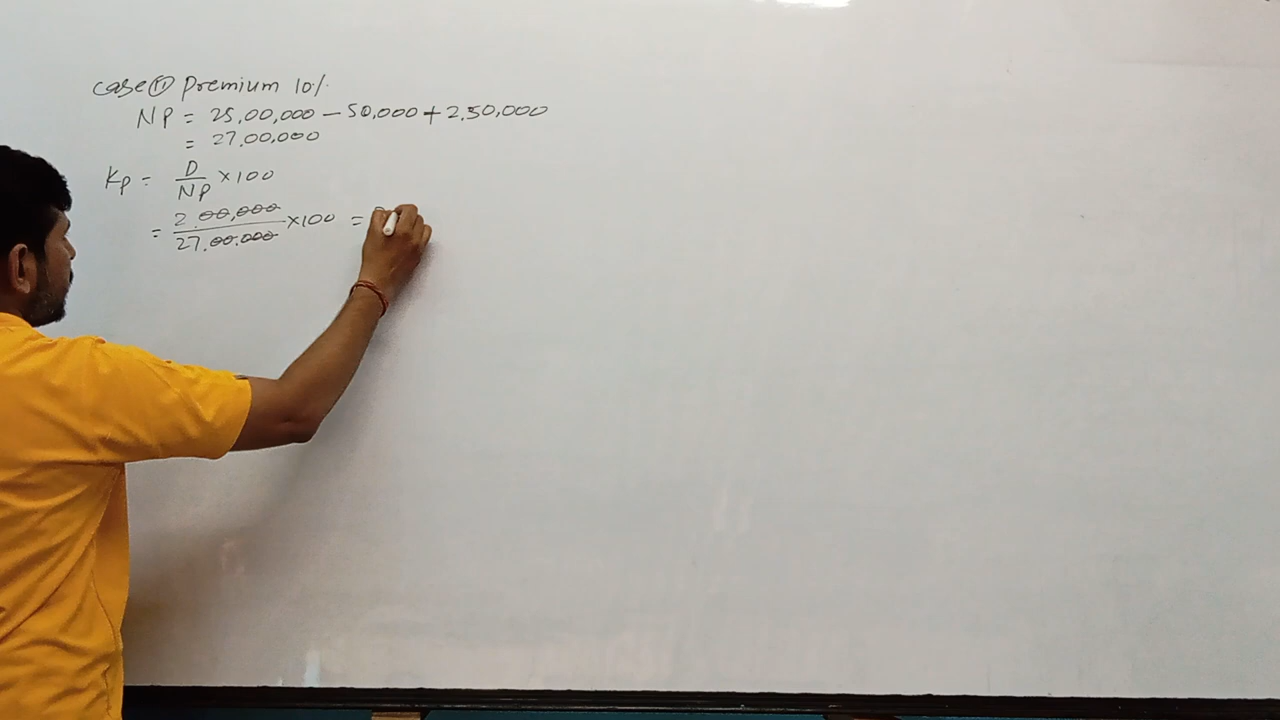 Case (II) Premium 10%
NP = 25,00,000 - 50,000 + 2,50,000
= 27,00,000
Kp = D/NP × 100
= 2,00,000/27,00,000 × 100 =